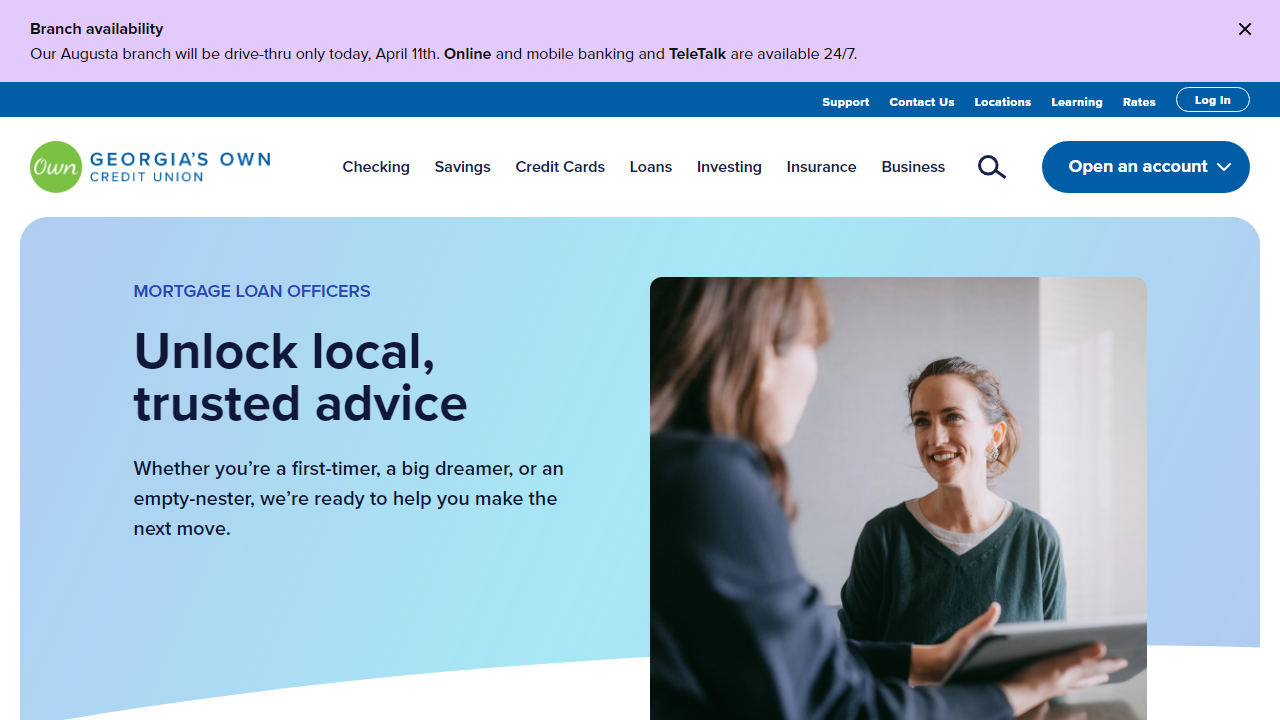 Branch availability
Our Augusta branch will be drive-thru only today, April 11th. Online and mobile banking and TeleTalk are available 24/7.
Support Contact Us Locations Learning Rates Log In
Own GEORGIA'S OWN
CREDIT UNION
Checking Savings Credit Cards Loans Investing Insurance Business
Open an account
MORTGAGE LOAN OFFICERS
Unlock local,
trusted advice
Whether you’re a first-timer, a big dreamer, or an
empty-nester, we’re ready to help you make the
next move.